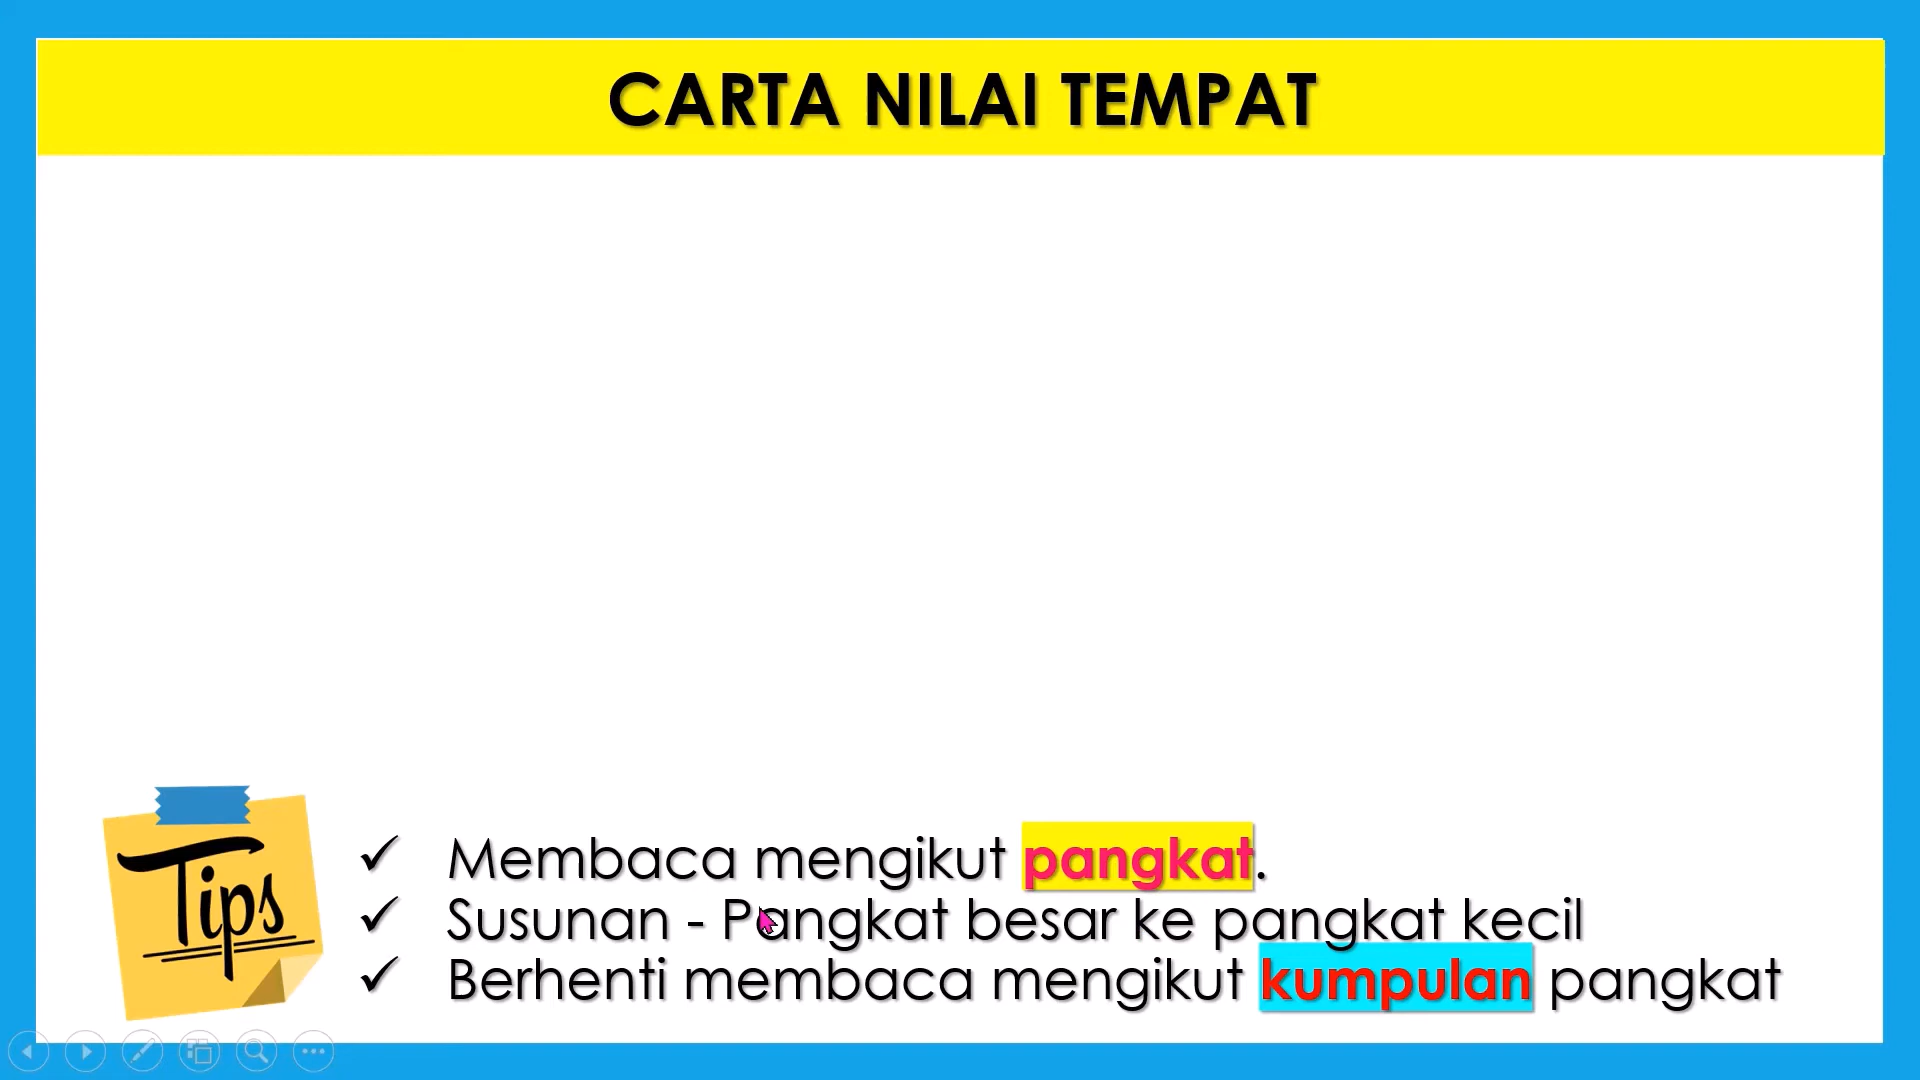 CARTA NILAI TEMPAT
Tips
✓ Membaca mengikut pangkat.
✓ Susunan - Pangkat besar ke pangkat kecil
✓ Berhenti membaca mengikut kumpulan pangkat